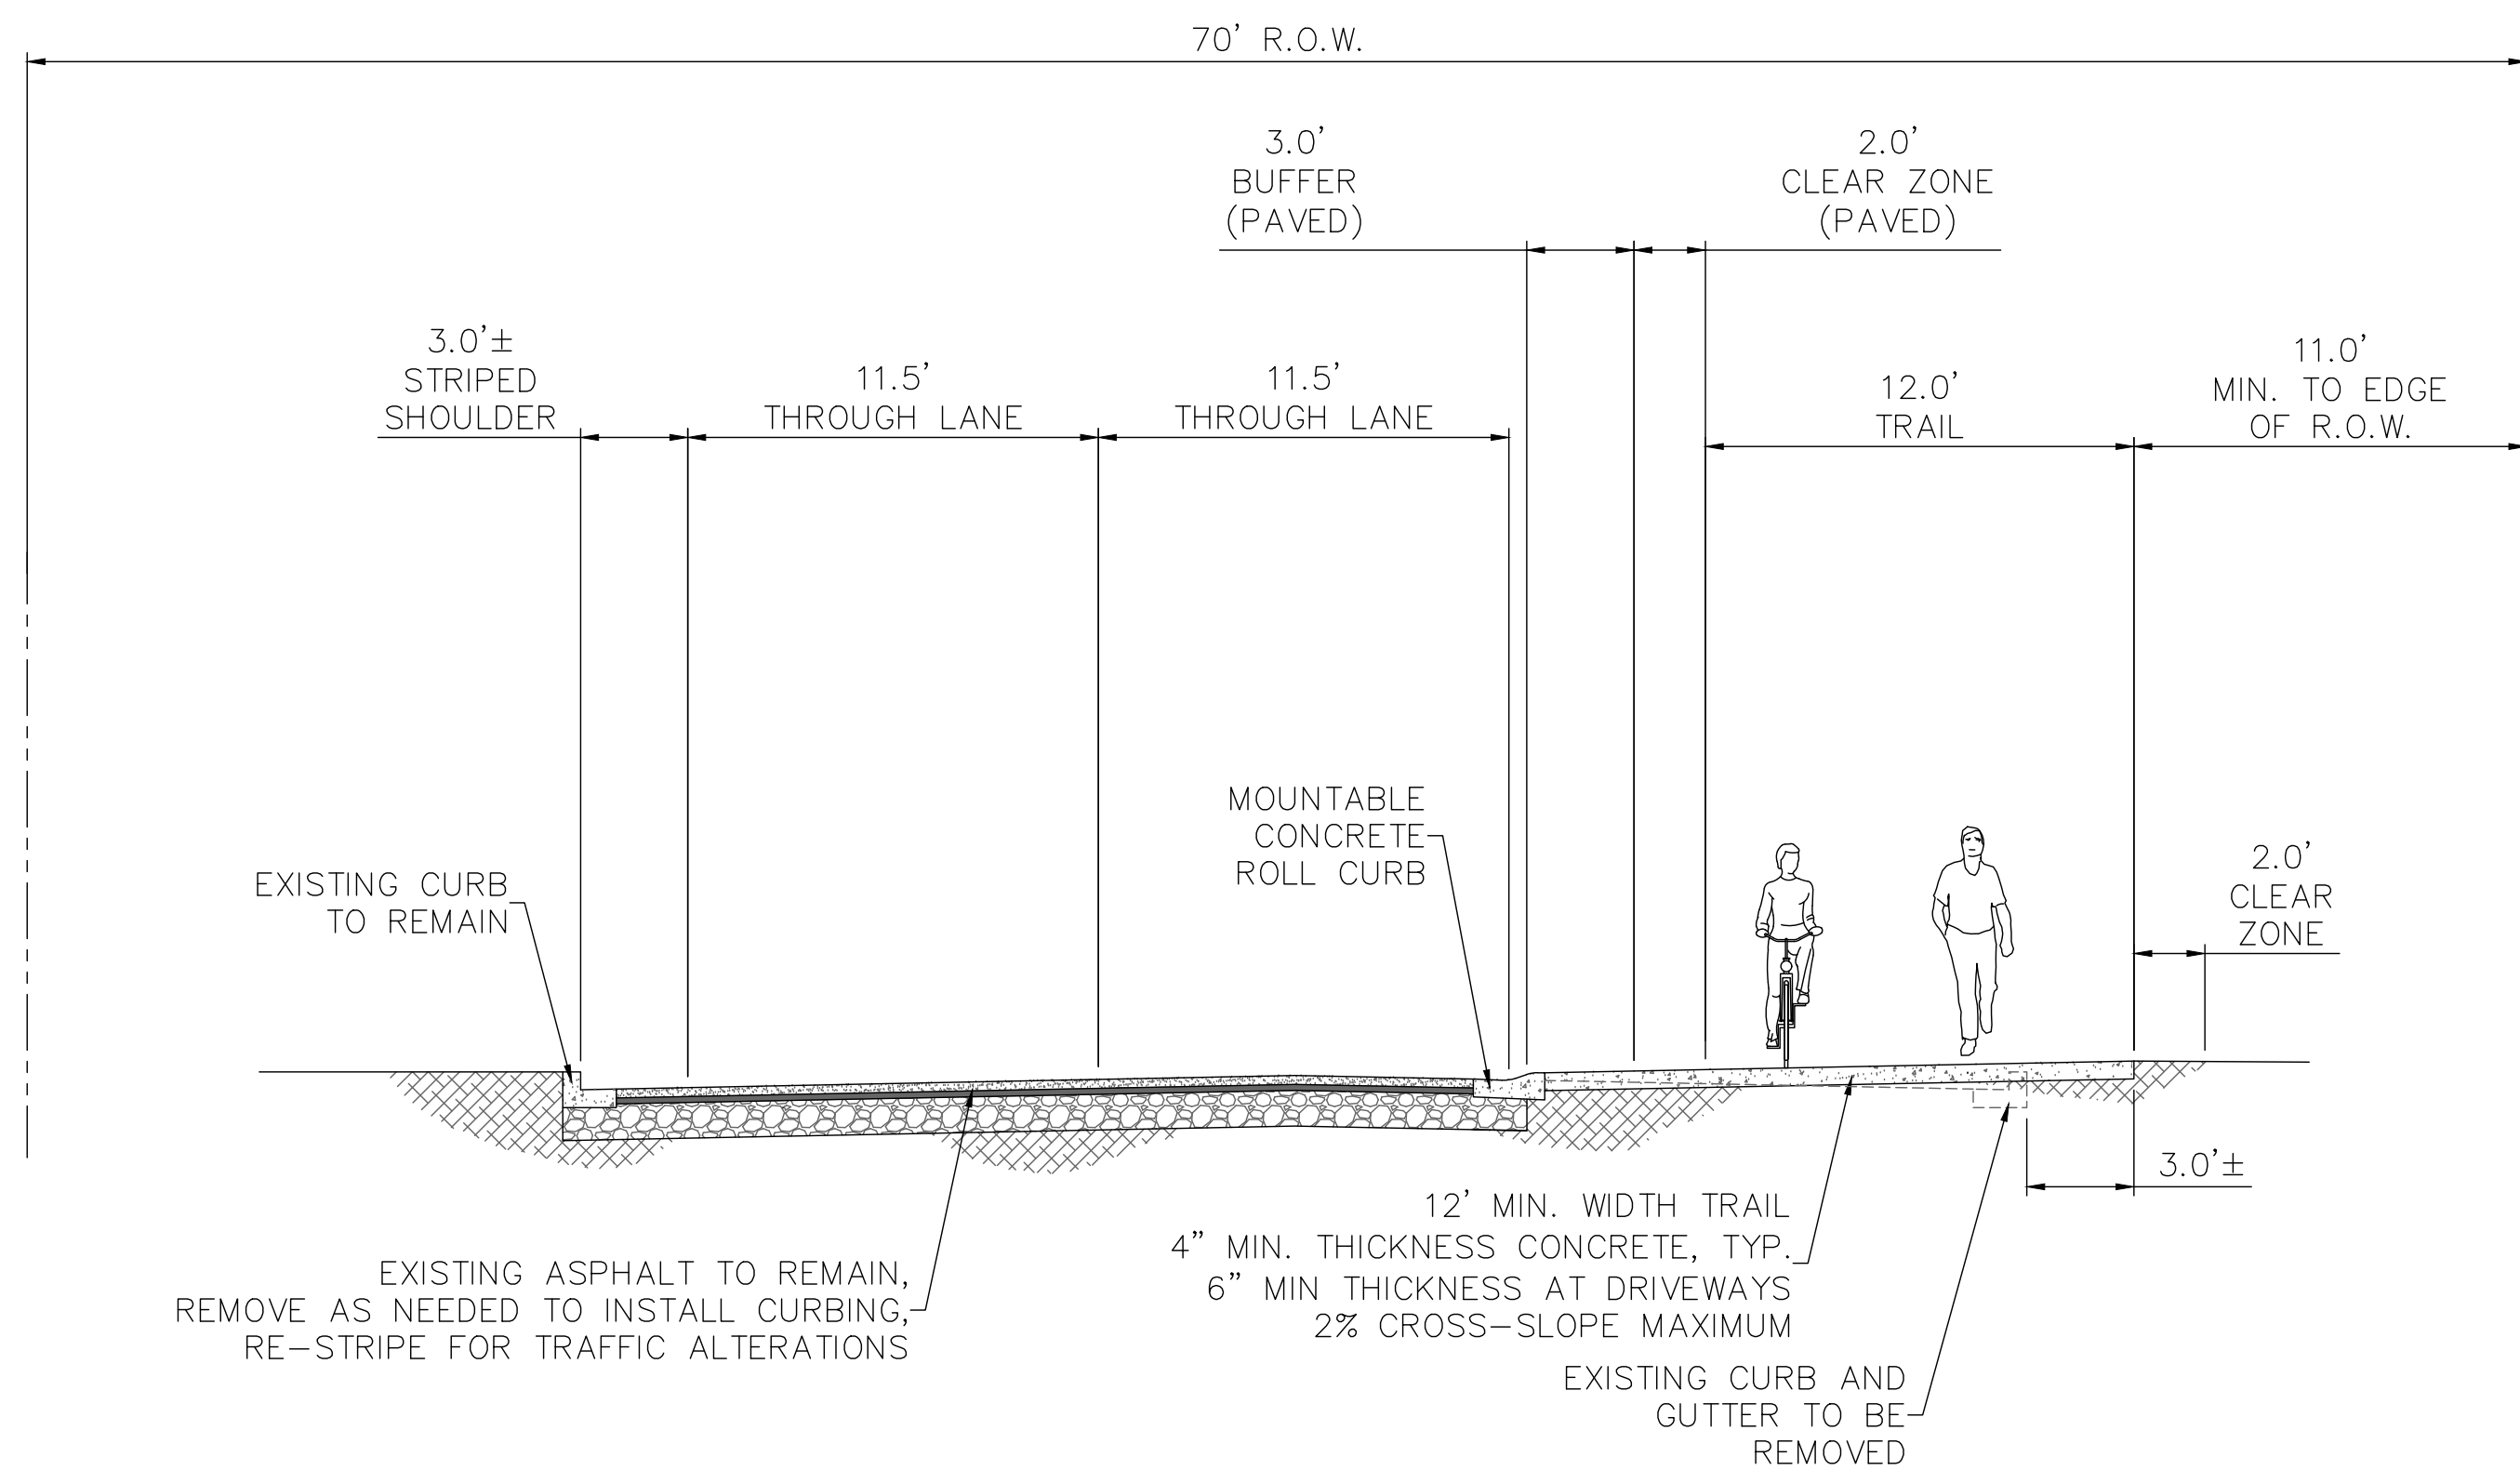 70' R.O.W.
3.0'
BUFFER
(PAVED)
2.0'
CLEAR ZONE
(PAVED)
3.0'±
STRIPED
SHOULDER
11.5'
THROUGH LANE
11.5'
THROUGH LANE
12.0'
TRAIL
11.0'
MIN. TO EDGE
OF R.O.W.
MOUNTABLE
CONCRETE
ROLL CURB
EXISTING CURB
TO REMAIN
2.0'
CLEAR
ZONE
3.0'±
12' MIN. WIDTH TRAIL
4" MIN. THICKNESS CONCRETE, TYP.
6" MIN THICKNESS AT DRIVEWAYS
2% CROSS-SLOPE MAXIMUM
EXISTING ASPHALT TO REMAIN,
REMOVE AS NEEDED TO INSTALL CURBING,
RE-STRIPE FOR TRAFFIC ALTERATIONS
EXISTING CURB AND
GUTTER TO BE
REMOVED